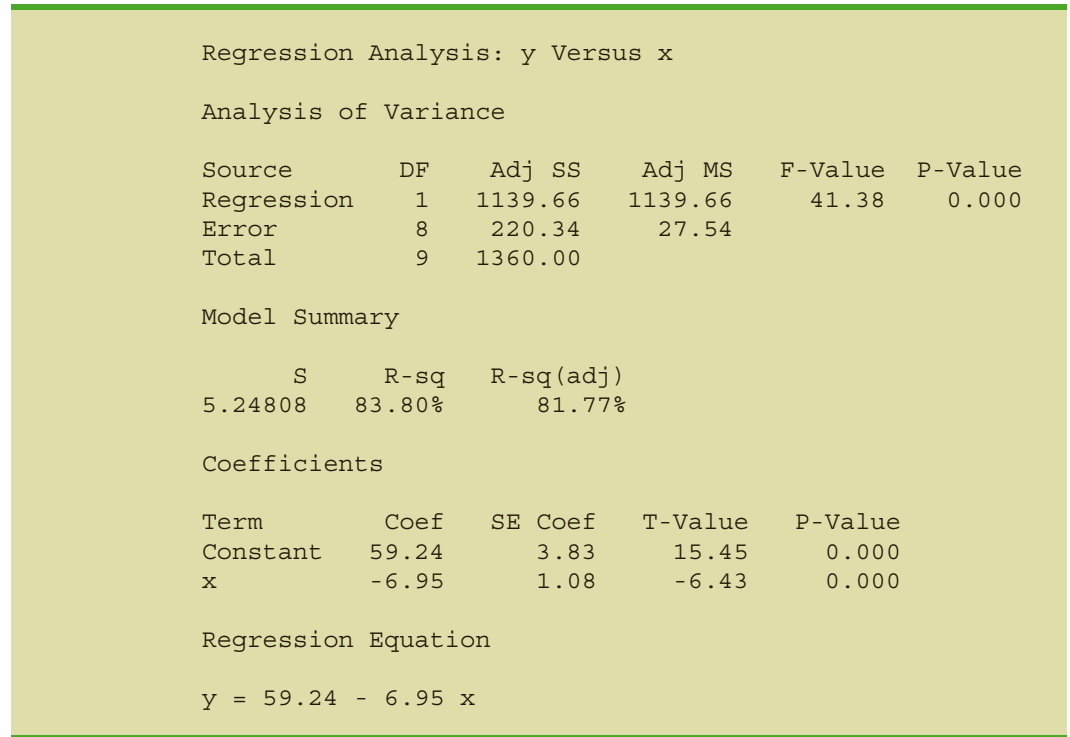 Regression Analysis: y Versus x
Analysis of Variance
Source DF Adj SS Adj MS F-Value P-Value
Regression 1 1139.66 1139.66 41.38 0.000
Error 8 220.34 27.54
Total 9 1360.00
Model Summary
S R-sq R-sq(adj)
5.24808 83.80% 81.77%
Coefficients
Term Coef SE Coef T-Value P-Value
Constant 59.24 3.83 15.45 0.000
x -6.95 1.08 -6.43 0.000
Regression Equation
y = 59.24 - 6.95 x